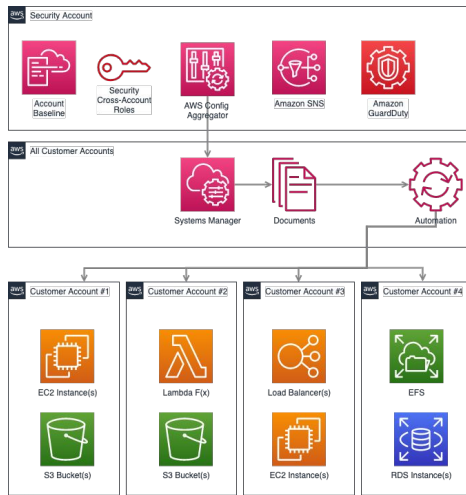 aws
Security Account
Account
Baseline
Security
Cross-Account
Roles
AWS Config
Aggregator
Amazon SNS
Amazon
GuardDuty
aws
All Customer Accounts
Systems Manager
Documents
Automation
aws
Customer Account #1
aws
Customer Account #2
aws
Customer Account #3
aws
Customer Account #4
EC2 Instance(s)
Lambda F(x)
Load Balancer(s)
EFS
S3 Bucket(s)
S3 Bucket(s)
EC2 Instance(s)
RDS Instance(s)